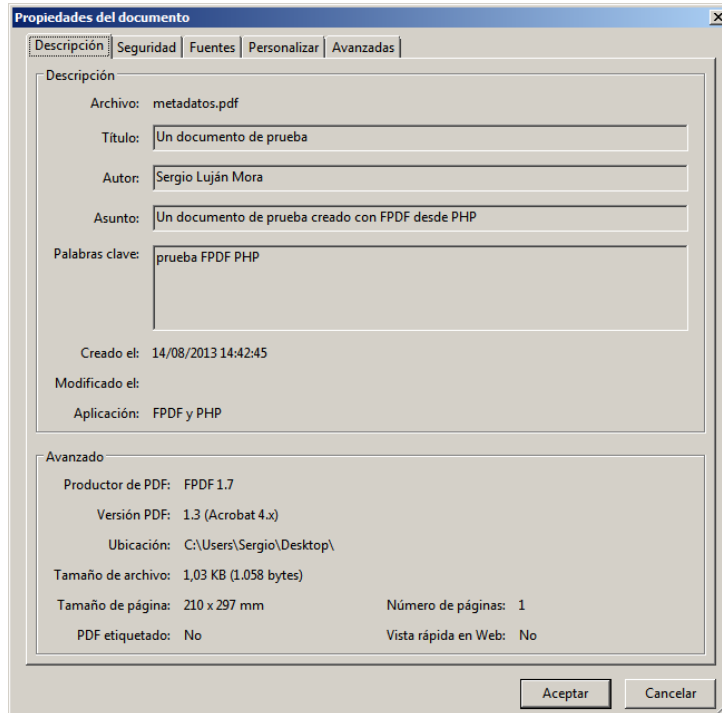 Propiedades del documento
Descripción Seguridad Fuentes Personalizar Avanzadas
Descripción
Archivo: metadatos.pdf
Título: Un documento de prueba
Autor: Sergio Luján Mora
Asunto: Un documento de prueba creado con FPDF desde PHP
Palabras clave: prueba FPDF PHP
Creado el: 14/08/2013 14:42:45
Modificado el:
Aplicación: FPDF y PHP
Avanzado
Productor de PDF: FPDF 1.7
Versión PDF: 1.3 (Acrobat 4.x)
Ubicación: C:\Users\Sergio\Desktop\
Tamaño de archivo: 1,03 KB (1.058 bytes)
Tamaño de página: 210 x 297 mm Número de páginas: 1
PDF etiquetado: No Vista rápida en Web: No
Aceptar Cancelar